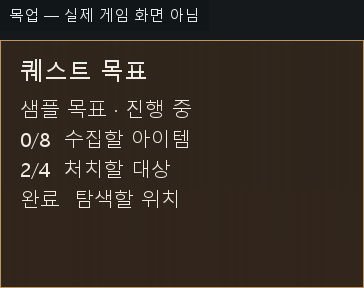 목업 — 실제 게임 화면 아님
퀘스트 목표
샘플 목표 · 진행 중
0/8 수집할 아이템
2/4 처치할 대상
완료 탐색할 위치